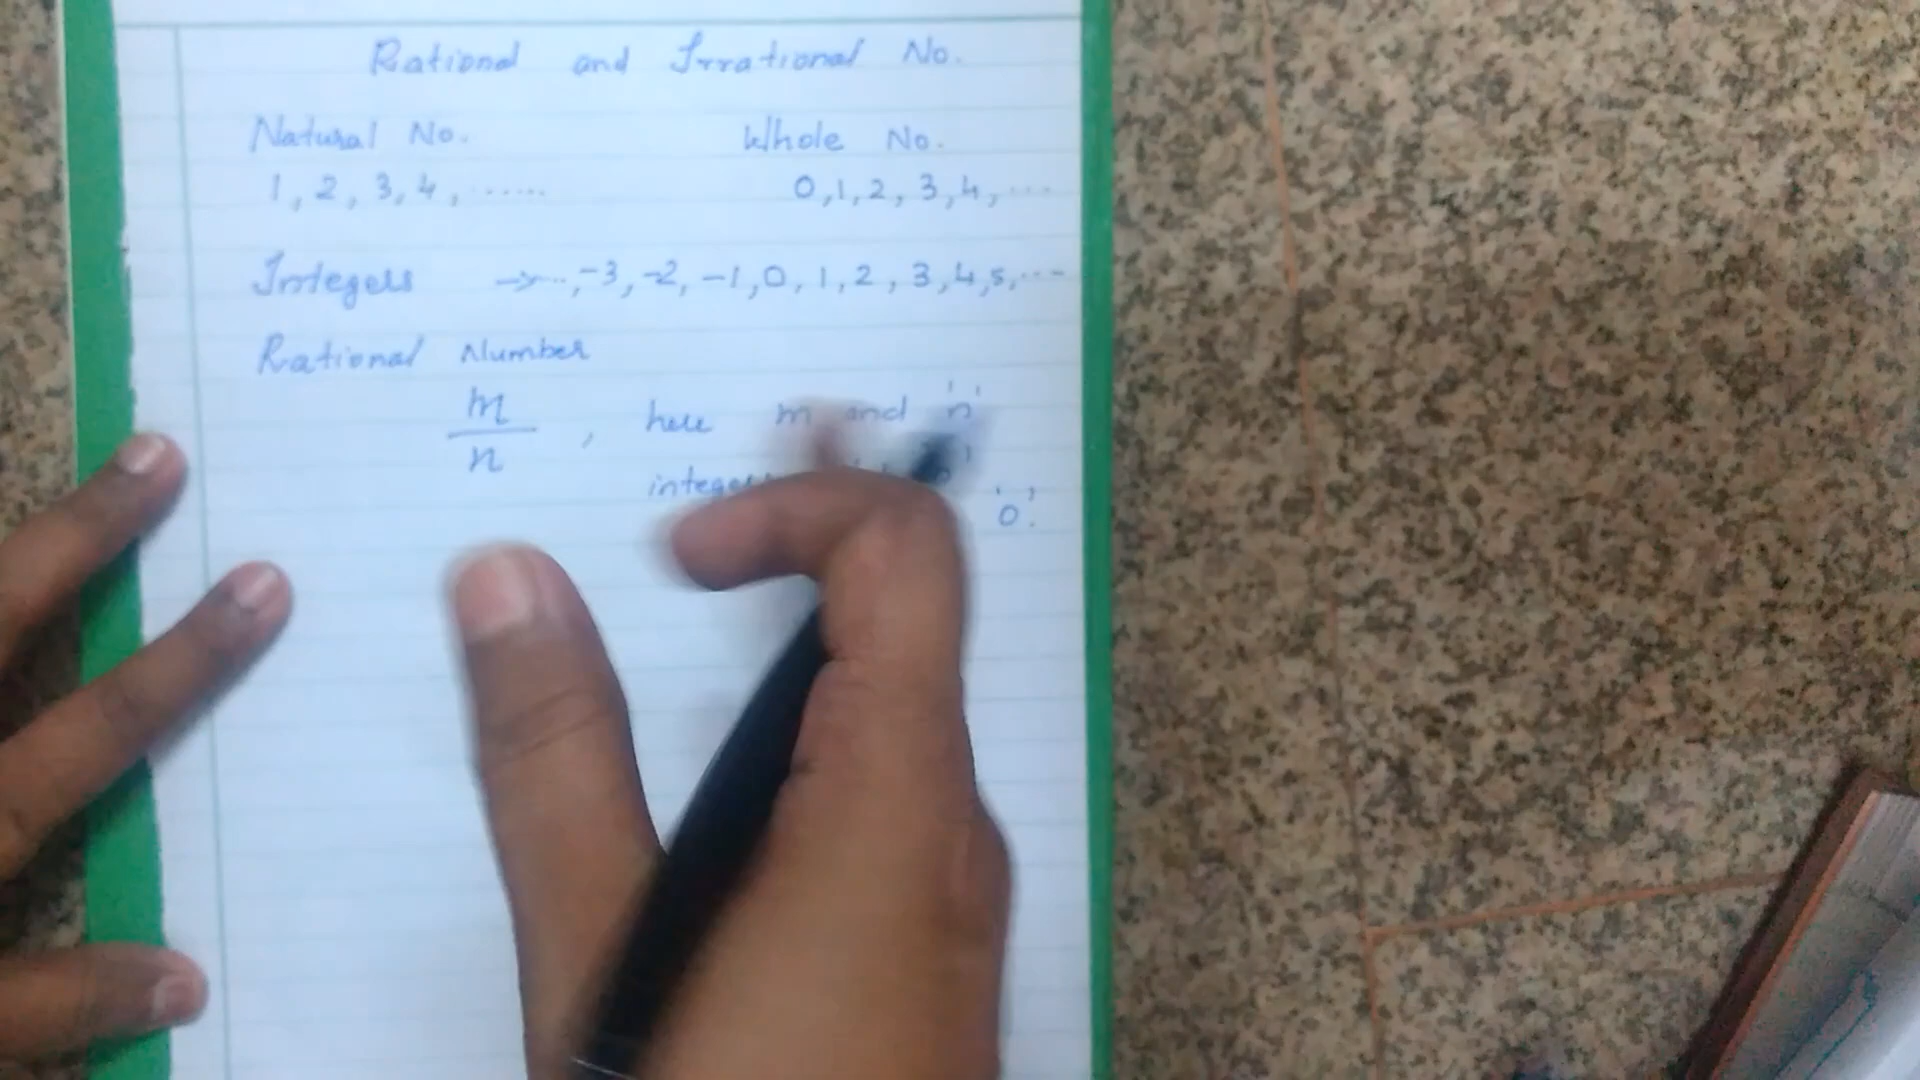 Rational and Irrational No.
Natural No. Whole No.
1, 2, 3, 4, ...... 0, 1, 2, 3, 4, ...
Integers →..., -3, -2, -1, 0, 1, 2, 3, 4, 5, ...
Rational Number
m
n , here m and 'n'
integers n'
'0'.